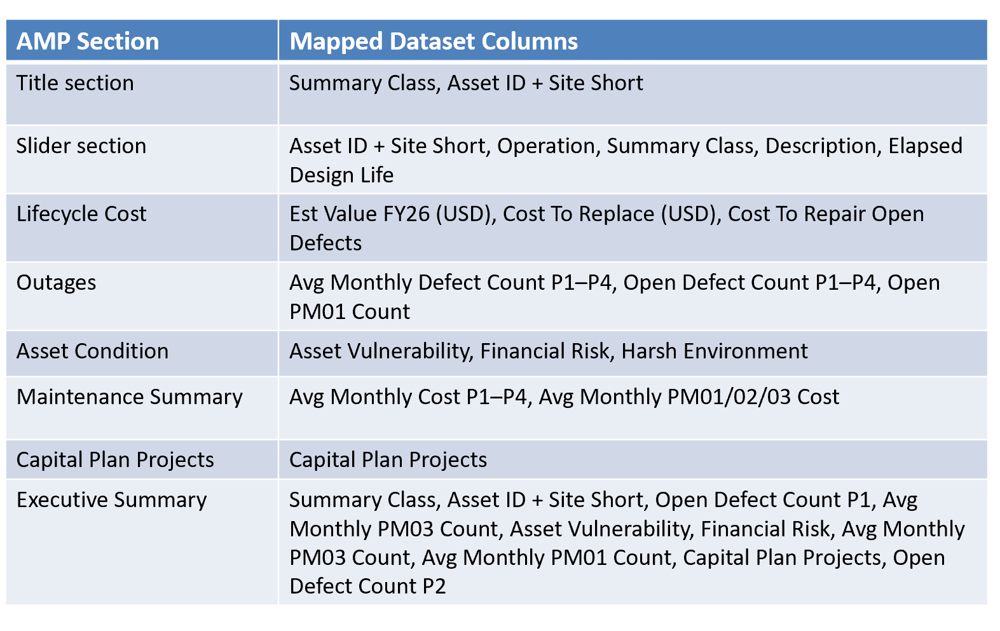 AMP Section
Mapped Dataset Columns
Title section
Summary Class, Asset ID + Site Short
Slider section
Asset ID + Site Short, Operation, Summary Class, Description, Elapsed
Design Life
Lifecycle Cost
Est Value FY26 (USD), Cost To Replace (USD), Cost To Repair Open
Defects
Outages
Avg Monthly Defect Count P1–P4, Open Defect Count P1–P4, Open
PM01 Count
Asset Condition
Asset Vulnerability, Financial Risk, Harsh Environment
Maintenance Summary
Avg Monthly Cost P1–P4, Avg Monthly PM01/02/03 Cost
Capital Plan Projects
Capital Plan Projects
Executive Summary
Summary Class, Asset ID + Site Short, Open Defect Count P1, Avg
Monthly PM03 Count, Asset Vulnerability, Financial Risk, Avg Monthly
PM03 Count, Avg Monthly PM01 Count, Capital Plan Projects, Open
Defect Count P2